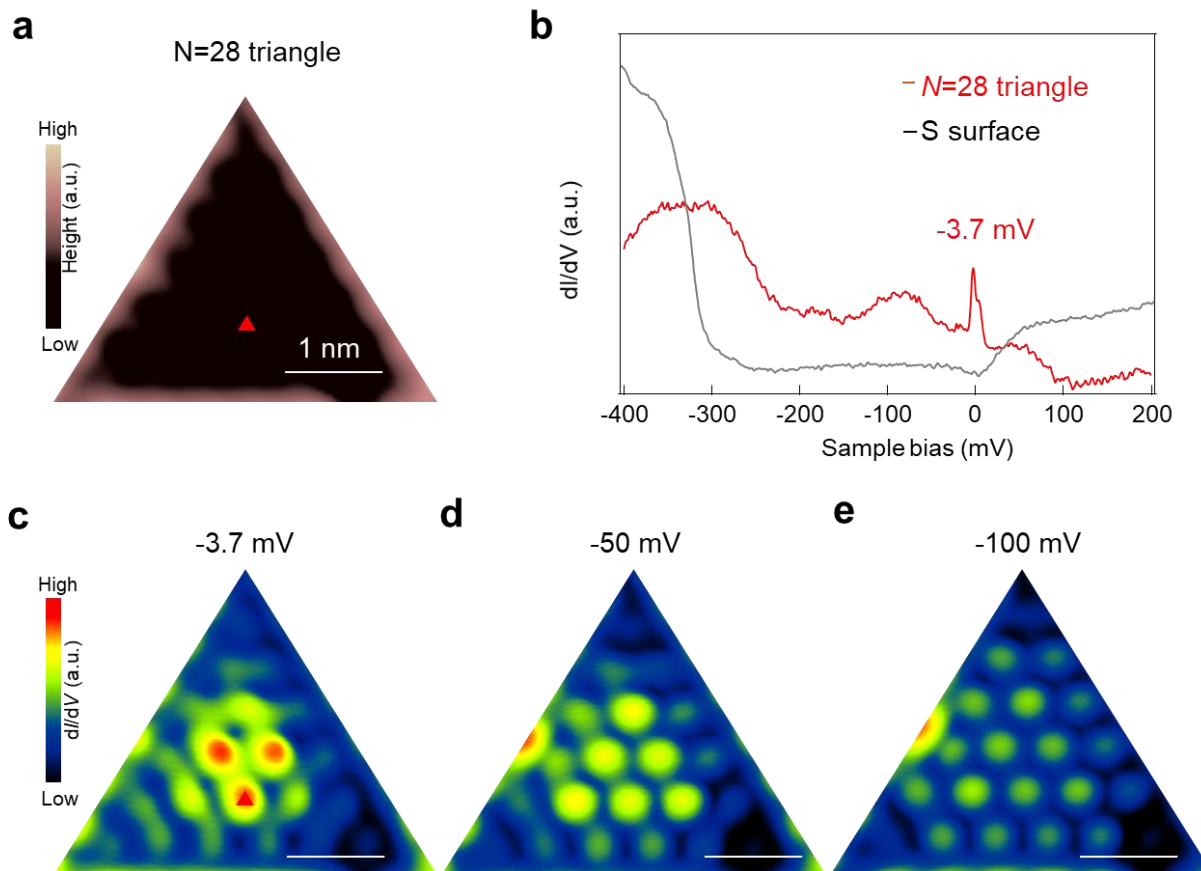 a
N=28 triangle
High
Height (a.u.)
Low
1 nm
b
N=28 triangle
S surface
-3.7 mV
dI/dV (a.u.)
-400 -300 -200 -100 0 100 200
Sample bias (mV)
c
-3.7 mV
High
dI/dV (a.u.)
Low
d
-50 mV
e
-100 mV